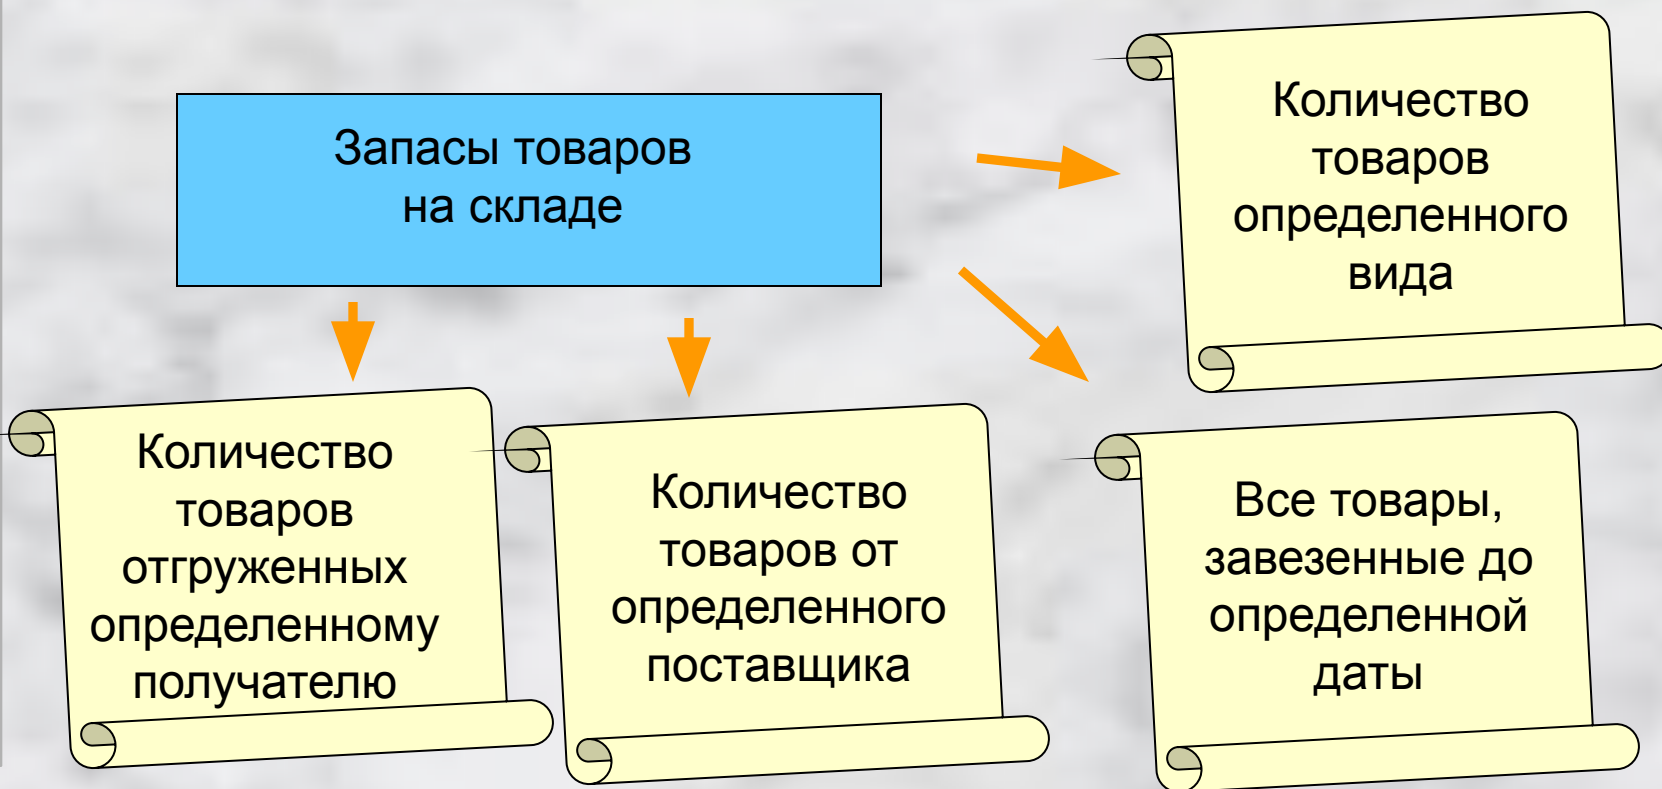 Запасы товаров
на складе
Количество
товаров
определенного
вида
Количество
товаров
отгруженных
определенному
получателю
Количество
товаров от
определенного
поставщика
Все товары,
завезенные до
определенной
даты